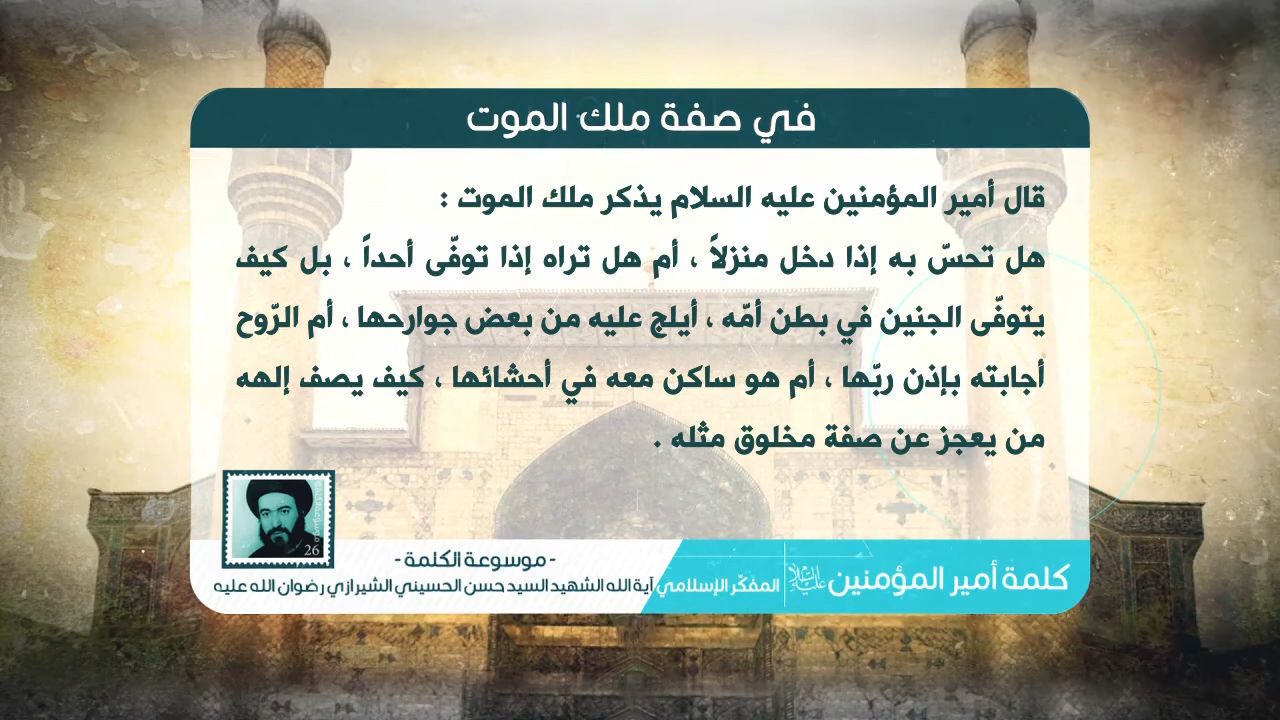 في صفة ملك الموت
قال أمير المؤمنين عليه السلام يذكر ملك الموت :
هل تحسّ به إذا دخل منزلاً ، أم هل تراه إذا توفّى أحداً ، بل كيف
يتوفّى الجنين في بطن أمّه ، أيلج عليه من بعض جوارحها ، أم الرّوح
أجابته بإذن ربّها ، أم هو ساكن معه في أحشائها ، كيف يصف إلهه
من يعجز عن صفة مخلوق مثله .
كلمة أمير المؤمنين عليه السلام
- موسوعة الكلمة -
المفكّر الإسلامي آية الله الشهيد السيد حسن الحسيني الشيرازي رضوان الله عليه
26